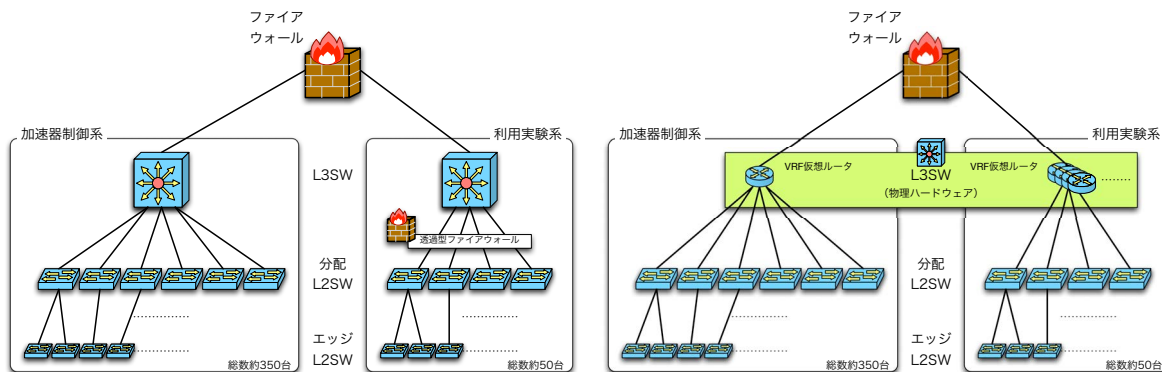 ファイア
ウォール
加速器制御系
利用実験系
L3SW
透過型ファイアウォール
分配
L2SW
エッジ
L2SW
総数約350台
総数約50台
ファイア
ウォール
加速器制御系
利用実験系
VRF仮想ルータ
L3SW
VRF仮想ルータ
(物理ハードウェア)
分配
L2SW
エッジ
L2SW
総数約350台
総数約50台